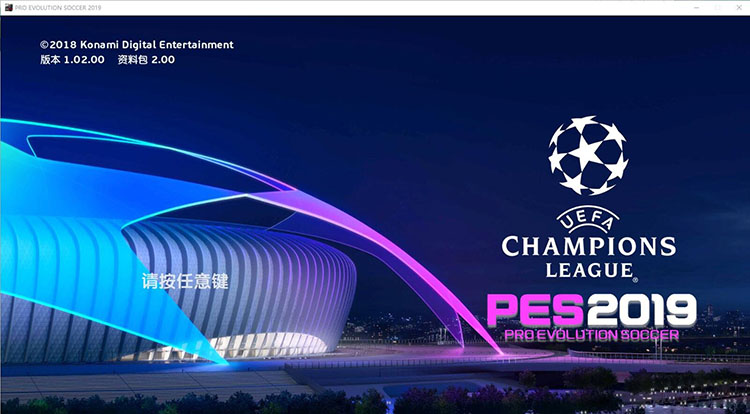 PRO EVOLUTION SOCCER 2019
©2018 Konami Digital Entertainment
版本 1.02.00 资料包 2.00
请按任意键
UEFA
CHAMPIONS
LEAGUE®
PES2019
PRO EVOLUTION SOCCER